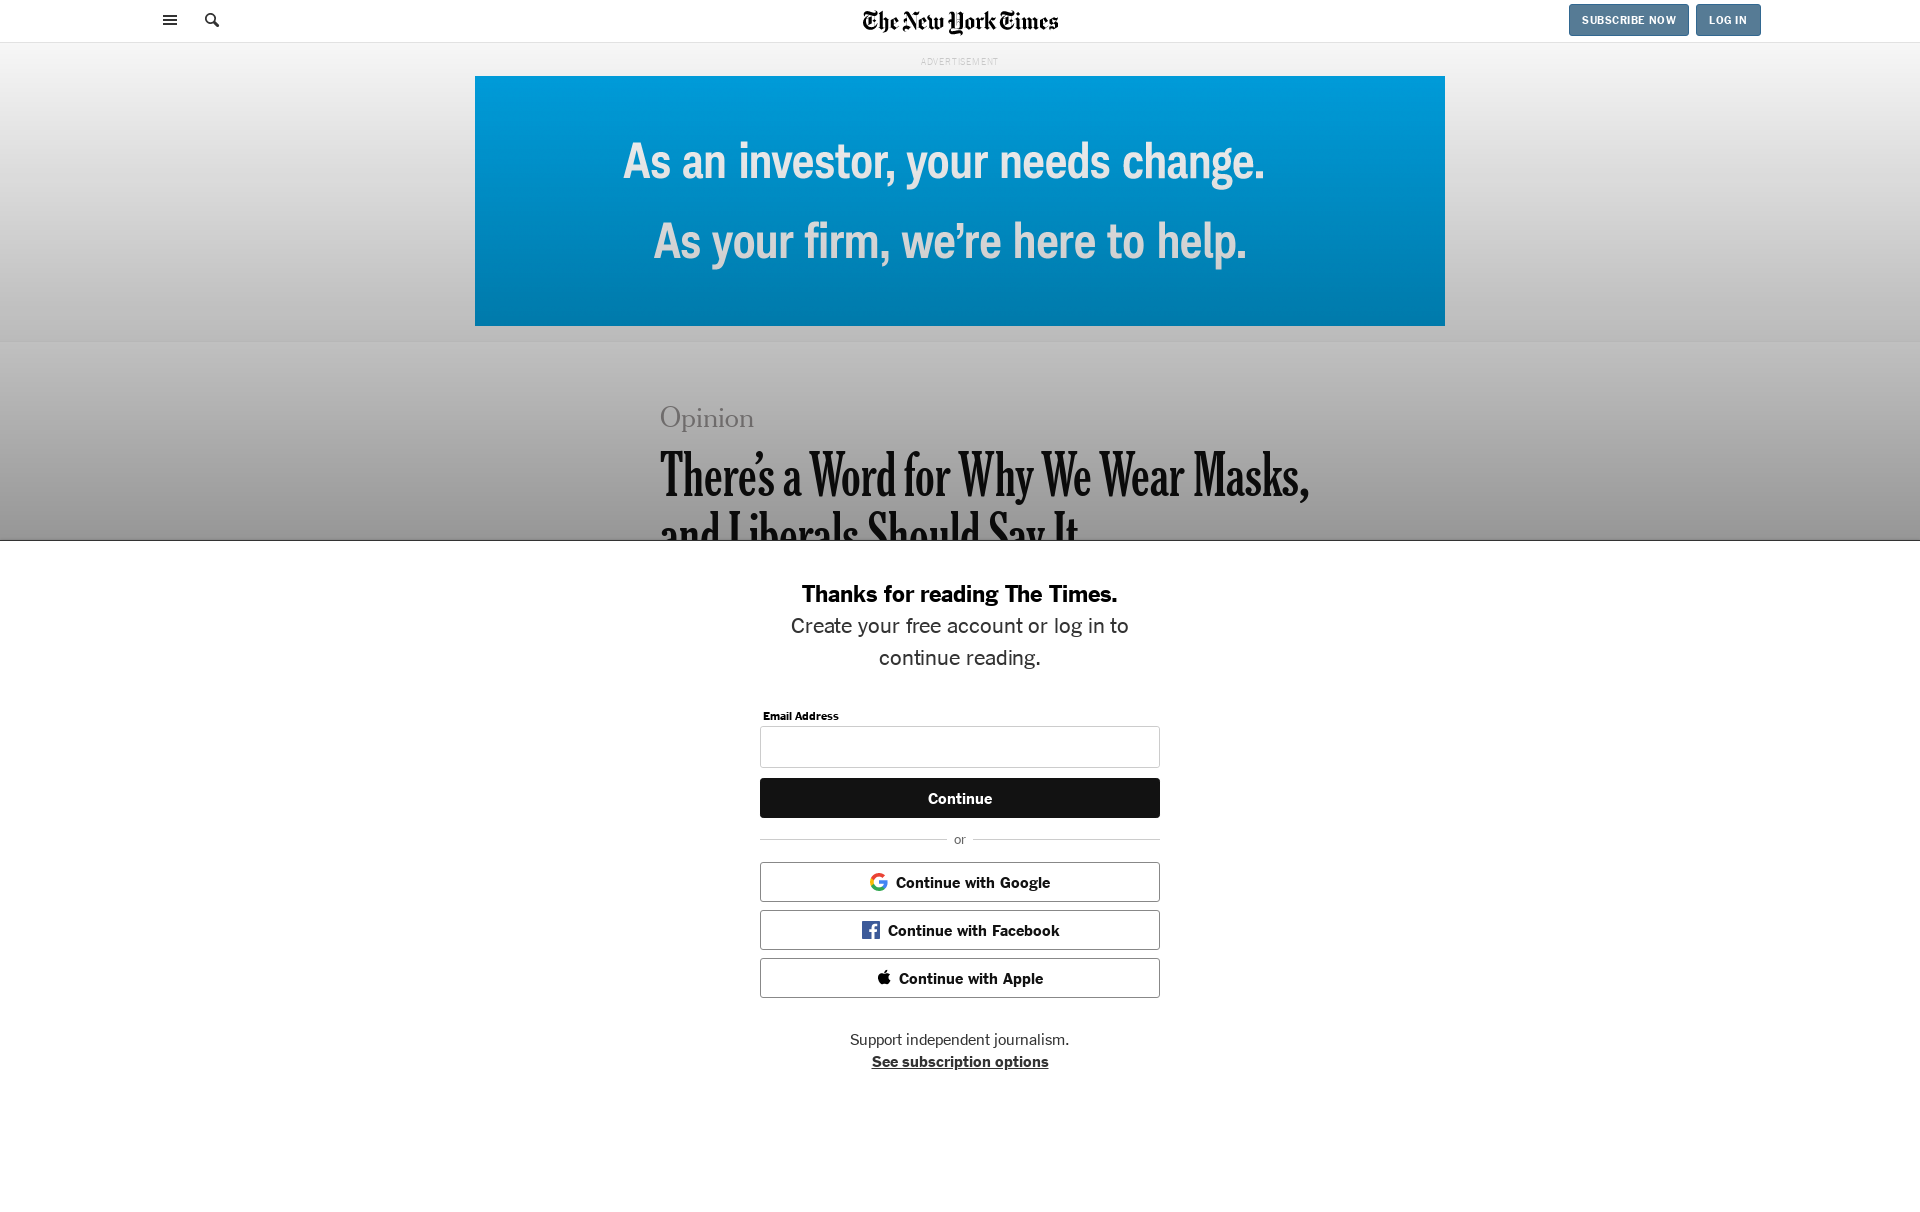 The New York Times
SUBSCRIBE NOW
LOG IN
ADVERTISEMENT
As an investor, your needs change.
As your firm, we're here to help.
Opinion
There's a Word for Why We Wear Masks,
and Liberals Should Say It
Thanks for reading The Times.
Create your free account or log in to
continue reading.
Email Address
Continue
or
Continue with Google
Continue with Facebook
Continue with Apple
Support independent journalism.
See subscription options